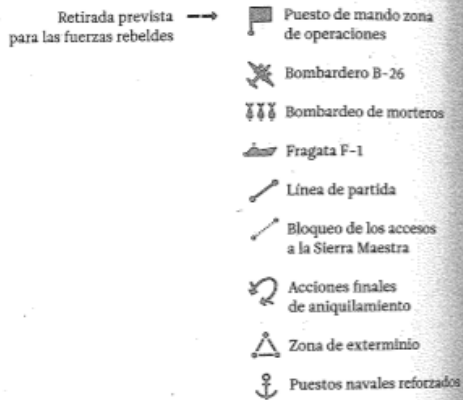 Retirada prevista
para las fuerzas rebeldes
Puesto de mando zona
de operaciones
Bombardero B-26
Bombardeo de morteros
Fragata F-1
Línea de partida
Bloqueo de los accesos
a la Sierra Maestra
Acciones finales
de aniquilamiento
Zona de exterminio
Puestos navales reforzados